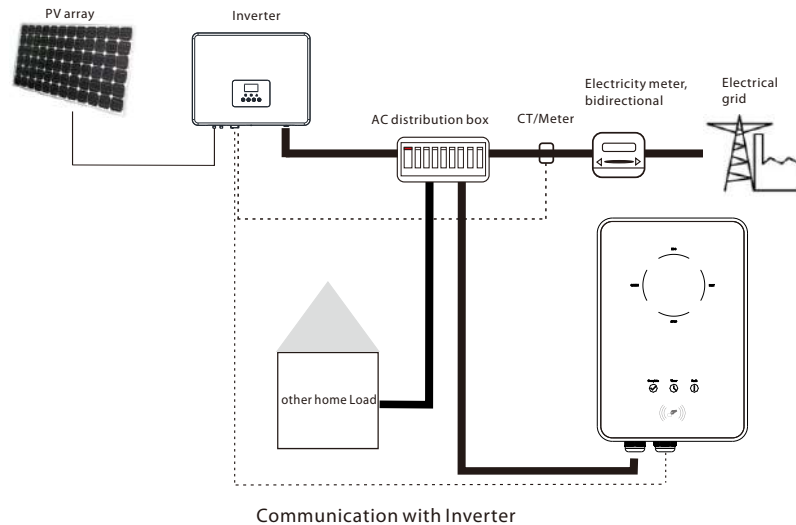 PV array
Inverter
AC distribution box
CT/Meter
Electricity meter,
bidirectional
Electrical
grid
other home Load
Communication with Inverter